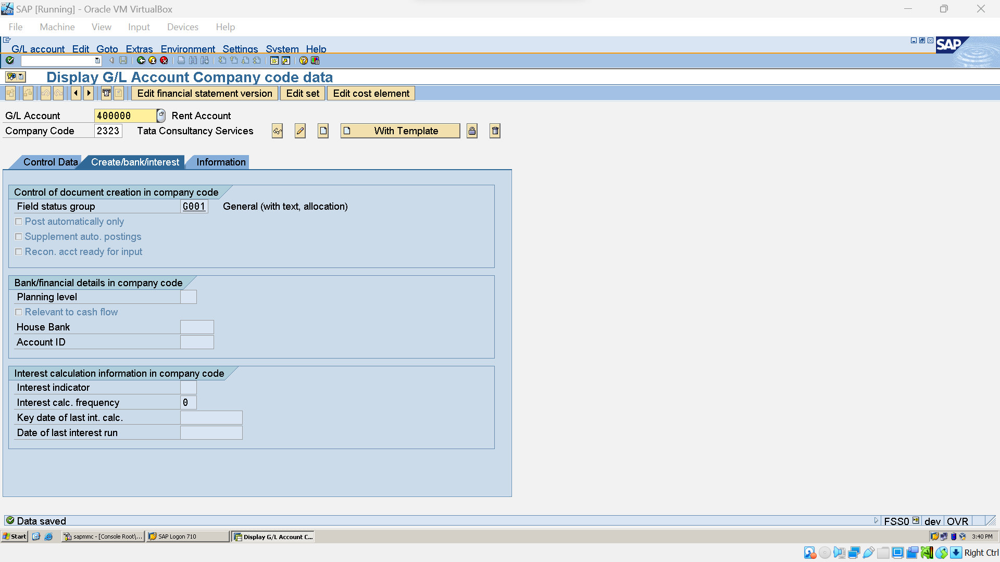 SAP [Running] - Oracle VM VirtualBox
File Machine View Input Devices Help
G/L account Edit Goto Extras Environment Settings System Help
SAP
Display G/L Account Company code data
Edit financial statement version Edit set Edit cost element
G/L Account 400000 Rent Account
Company Code 2323 Tata Consultancy Services With Template
Control Data Create/bank/interest Information
Control of document creation in company code
Field status group G001 General (with text, allocation)
Post automatically only
Supplement auto. postings
Recon. acct ready for input
Bank/financial details in company code
Planning level
Relevant to cash flow
House Bank
Account ID
Interest calculation information in company code
Interest indicator
Interest calc. frequency 0
Key date of last int. calc.
Date of last interest run
Data saved FSS0 dev OVR
Start sapmmc - [Console Root\... SAP Logon 710 Display G/L Account C... 3:40 PM
Right Ctrl